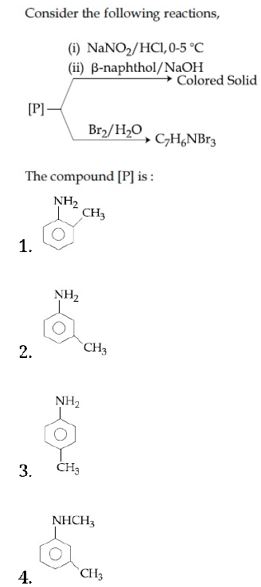 Consider the following reactions,
(i) NaNO₂/HCl, 0-5 °C
(ii) β-naphthol/NaOH
Colored Solid
[P]
Br₂/H₂O
C₇H₆NBr₃
The compound [P] is :
NH₂
CH₃
1.
NH₂
CH₃
2.
NH₂
3.
CH₃
NHCH₃
CH₃
4.